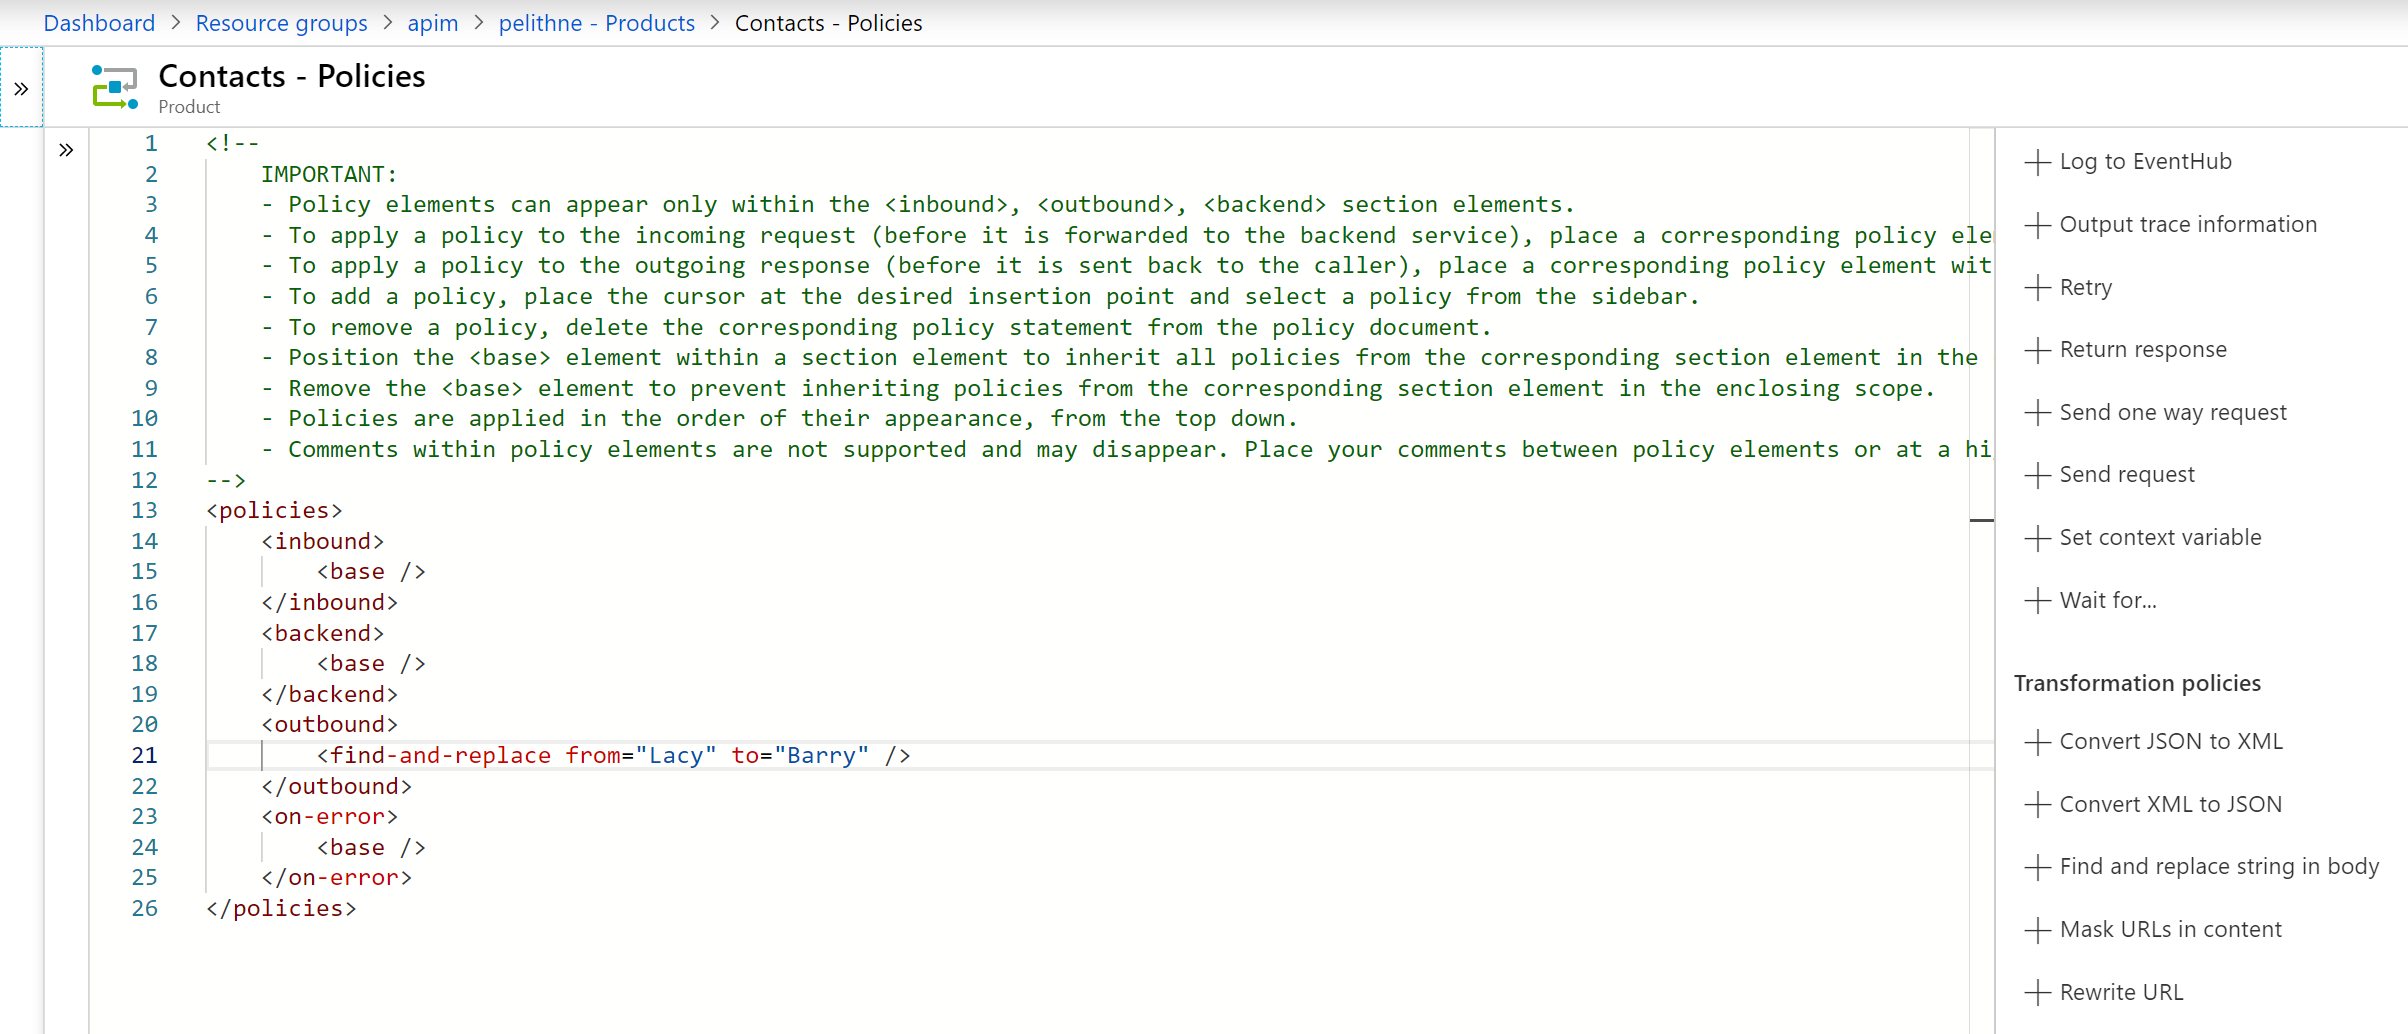 Dashboard > Resource groups > apim > pelithne - Products > Contacts - Policies
Contacts - Policies
Product
1 <!--
2 IMPORTANT:
3 - Policy elements can appear only within the <inbound>, <outbound>, <backend> section elements.
4 - To apply a policy to the incoming request (before it is forwarded to the backend service), place a corresponding policy ele
5 - To apply a policy to the outgoing response (before it is sent back to the caller), place a corresponding policy element wit
6 - To add a policy, place the cursor at the desired insertion point and select a policy from the sidebar.
7 - To remove a policy, delete the corresponding policy statement from the policy document.
8 - Position the <base> element within a section element to inherit all policies from the corresponding section element in the
9 - Remove the <base> element to prevent inheriting policies from the corresponding section element in the enclosing scope.
10 - Policies are applied in the order of their appearance, from the top down.
11 - Comments within policy elements are not supported and may disappear. Place your comments between policy elements or at a hi
12 -->
13 <policies>
14 <inbound>
15 <base />
16 </inbound>
17 <backend>
18 <base />
19 </backend>
20 <outbound>
21 <find-and-replace from="Lacy" to="Barry" />
22 </outbound>
23 <on-error>
24 <base />
25 </on-error>
26 </policies>
Log to EventHub
Output trace information
Retry
Return response
Send one way request
Send request
Set context variable
Wait for...
Transformation policies
Convert JSON to XML
Convert XML to JSON
Find and replace string in body
Mask URLs in content
Rewrite URL